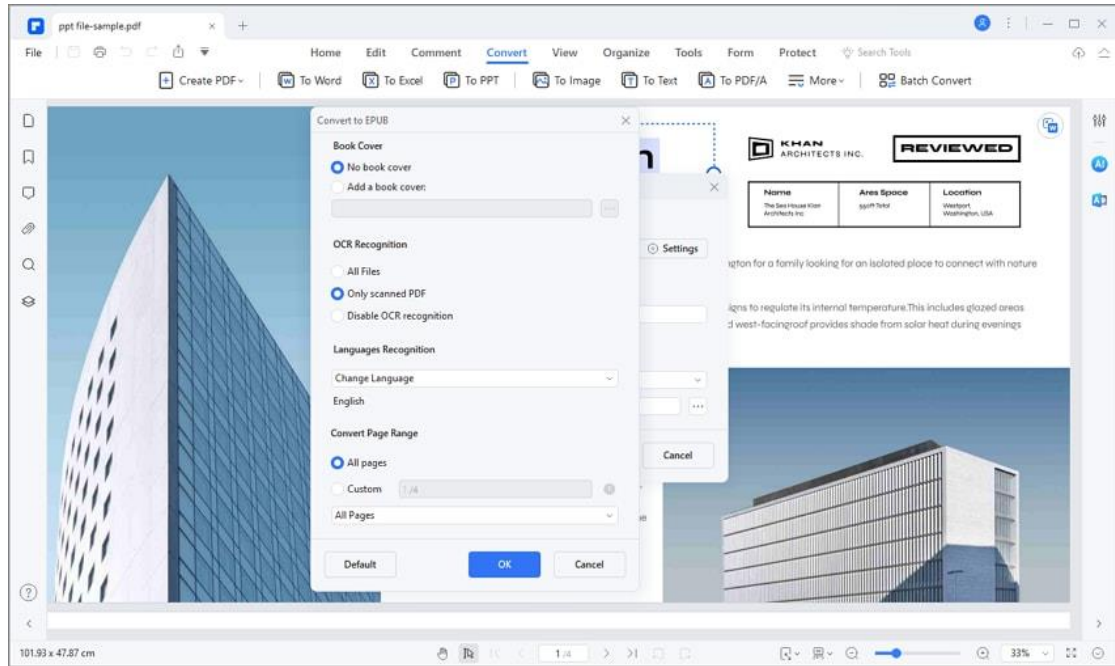 ppt file-sample.pdf
File
Home Edit Comment Convert View Organize Tools Form Protect Search Tools
Create PDF To Word To Excel To PPT To Image To Text To PDF/A More Batch Convert
Convert to EPUB
Book Cover
No book cover
Add a book cover:
OCR Recognition
All Files
Only scanned PDF
Disable OCR recognition
Languages Recognition
Change Language
English
Convert Page Range
All pages
Custom 1 /4
All Pages
Default OK Cancel
Settings
Cancel
KHAN
ARCHITECTS INC.
REVIEWED
Name Ares Space Location
The Sea House Klan Westport,
Architects Inc Washington, USA
gton for a family looking for an isolated place to connect with nature
igns to regulate its internal temperature.This includes glazed areas
d west-facingroof provides shade from solar heat during evenings
101.93 x 47.87 cm
1 /4
33%